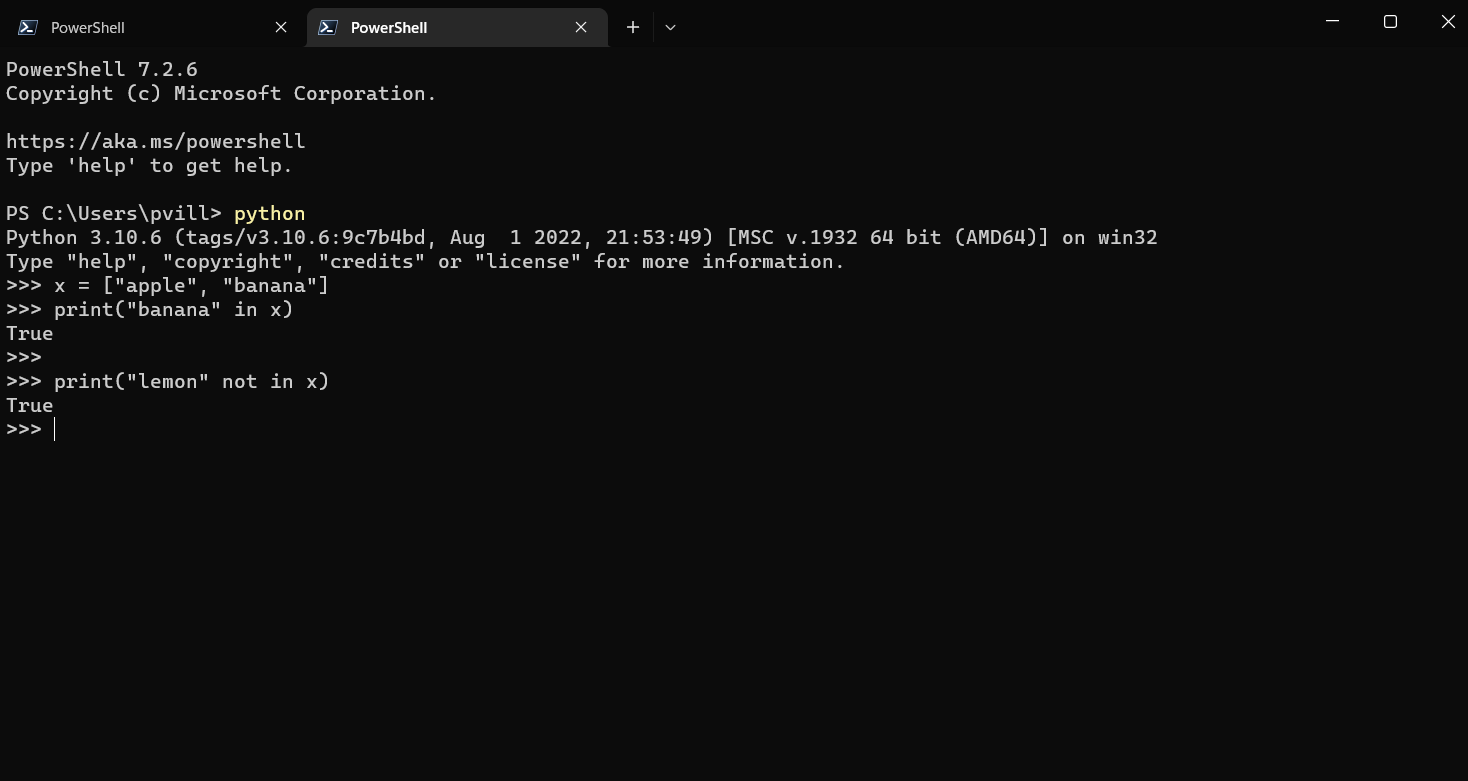 PowerShell
PowerShell
PowerShell 7.2.6
Copyright (c) Microsoft Corporation.
https://aka.ms/powershell
Type 'help' to get help.
PS C:\Users\pvill> python
Python 3.10.6 (tags/v3.10.6:9c7b4bd, Aug  1 2022, 21:53:49) [MSC v.1932 64 bit (AMD64)] on win32
Type "help", "copyright", "credits" or "license" for more information.
>>> x = ["apple", "banana"]
>>> print("banana" in x)
True
>>>
>>> print("lemon" not in x)
True
>>>